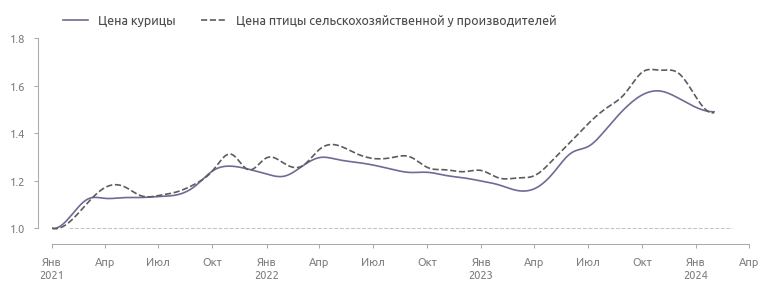 Цена курицы Цена птицы сельскохозяйственной у производителей
1.8
1.6
1.4
1.2
1.0
Янв Апр Июл Окт Янв Апр Июл Окт Янв Апр Июл Окт Янв Апр
2021 2022 2023 2024